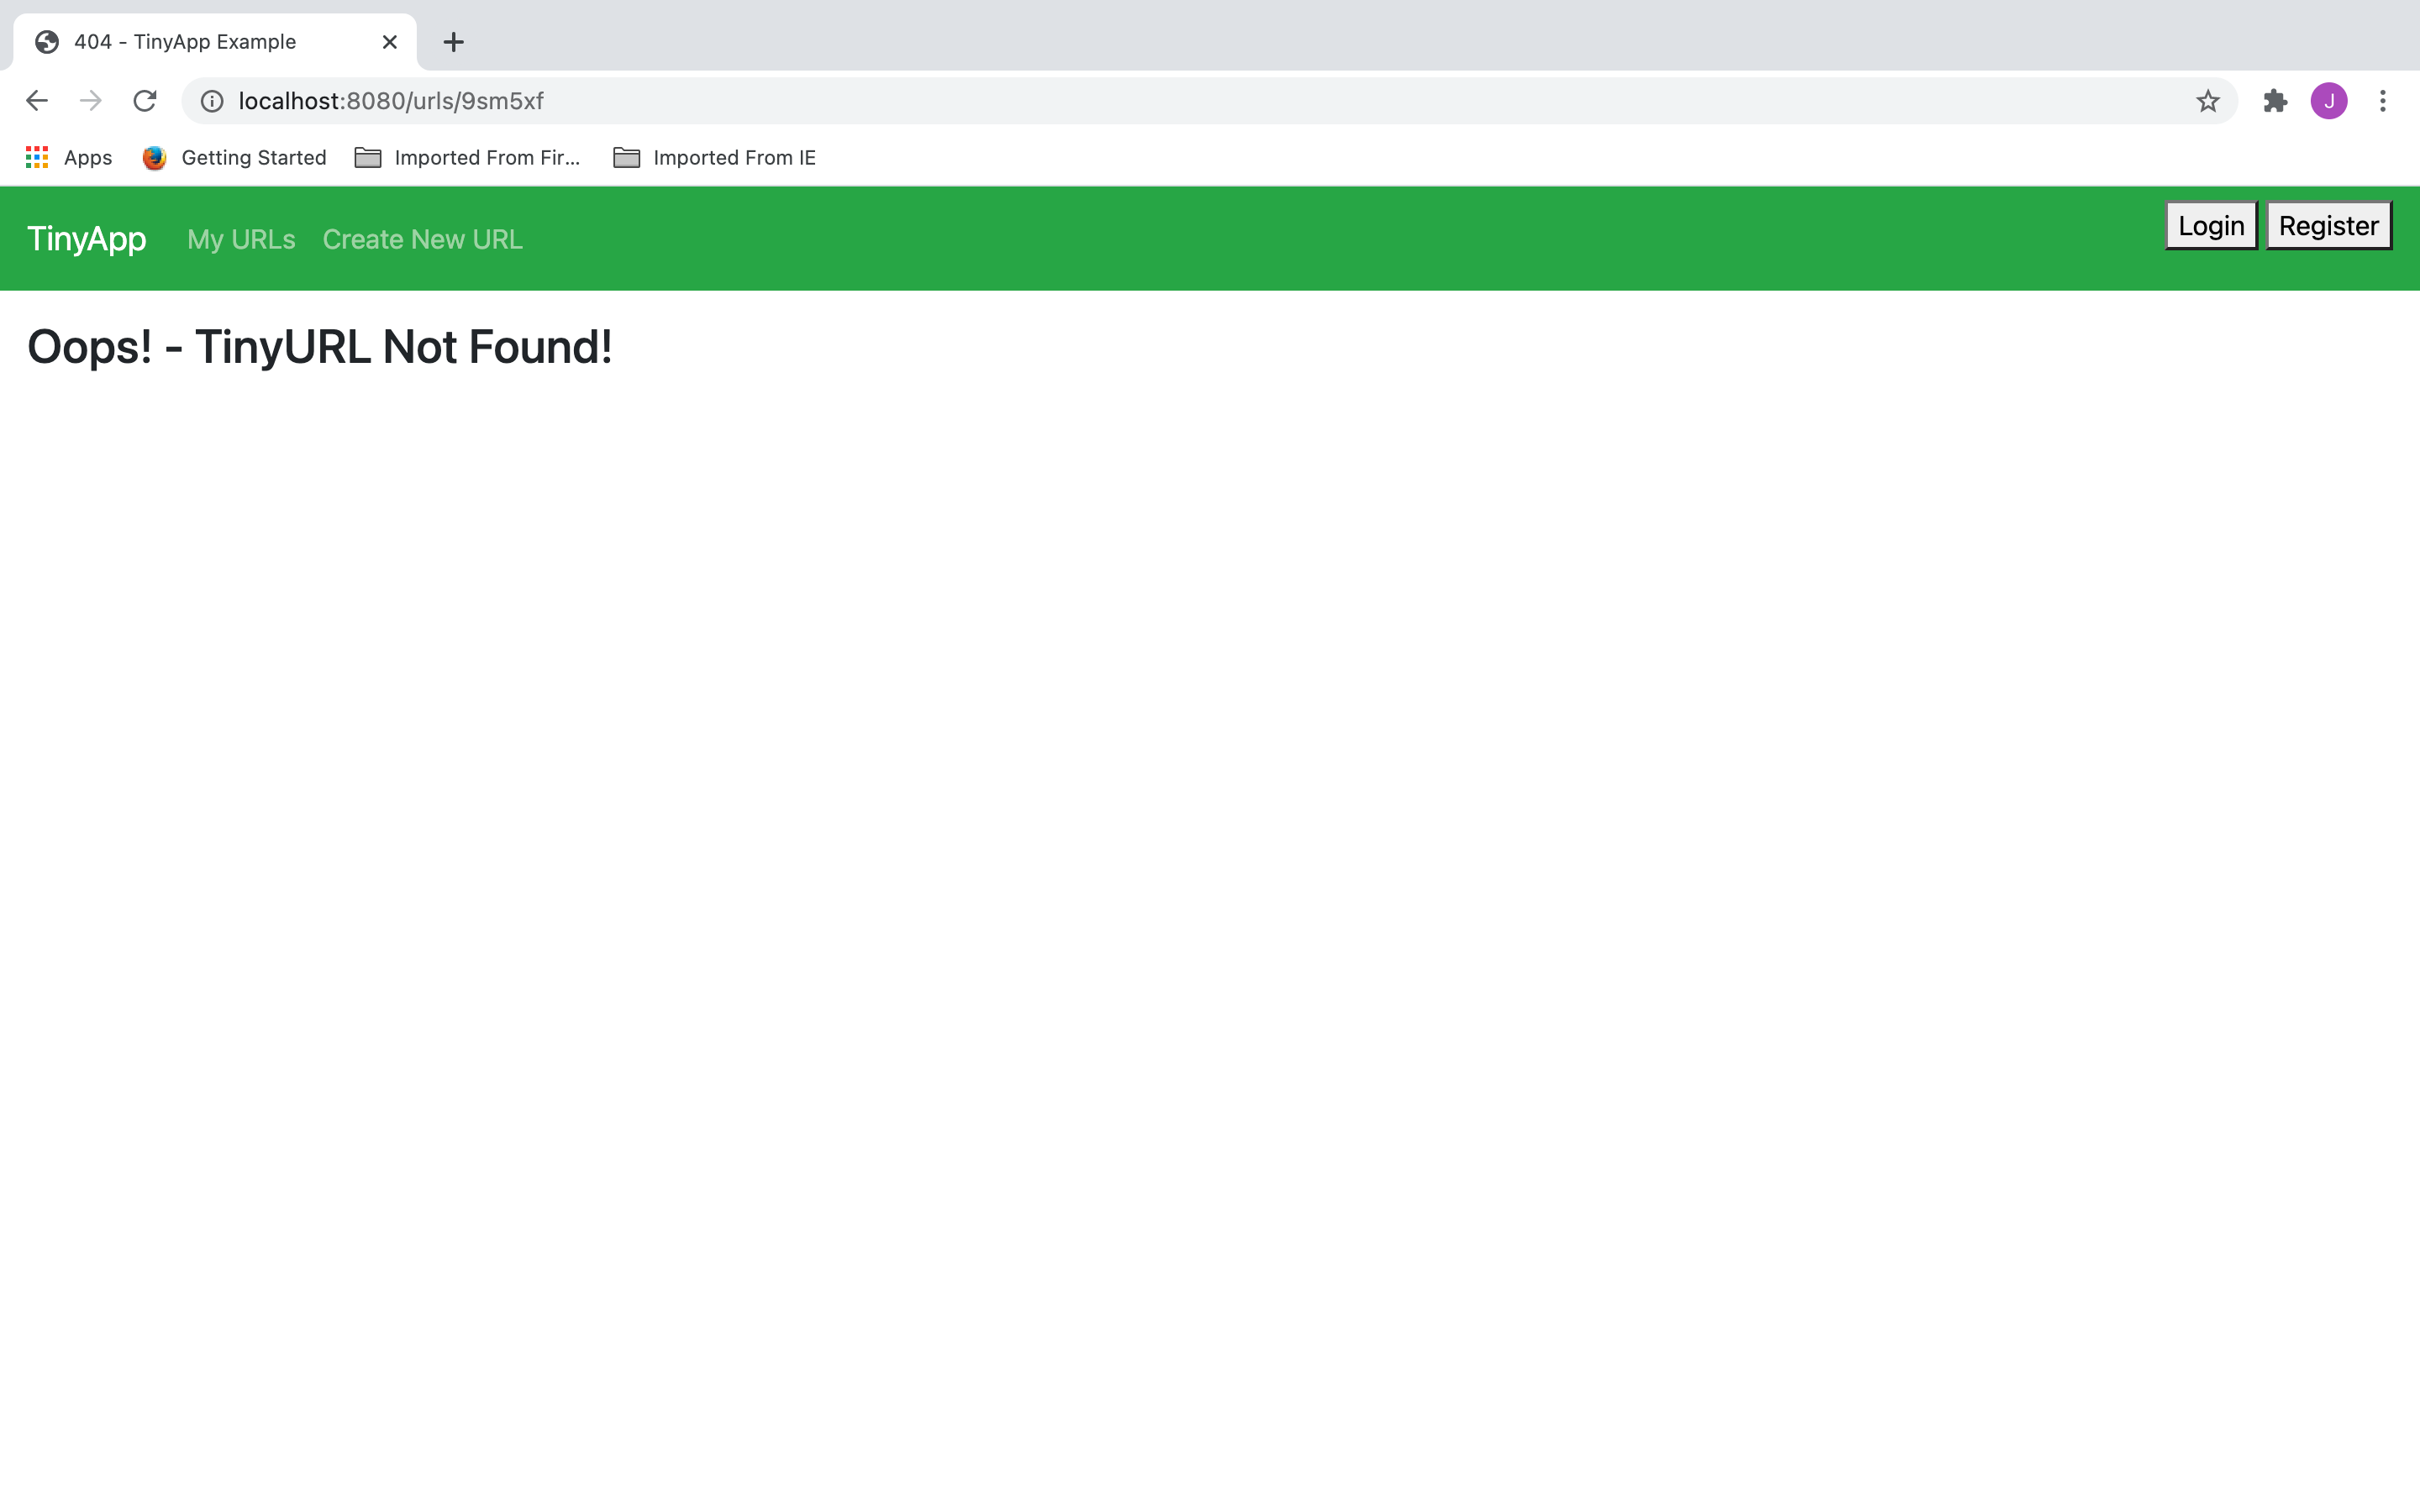 404 - TinyApp Example
localhost:8080/urls/9sm5xf
J
Apps Getting Started Imported From Fir... Imported From IE
TinyApp My URLs Create New URL Login Register
Oops! - TinyURL Not Found!